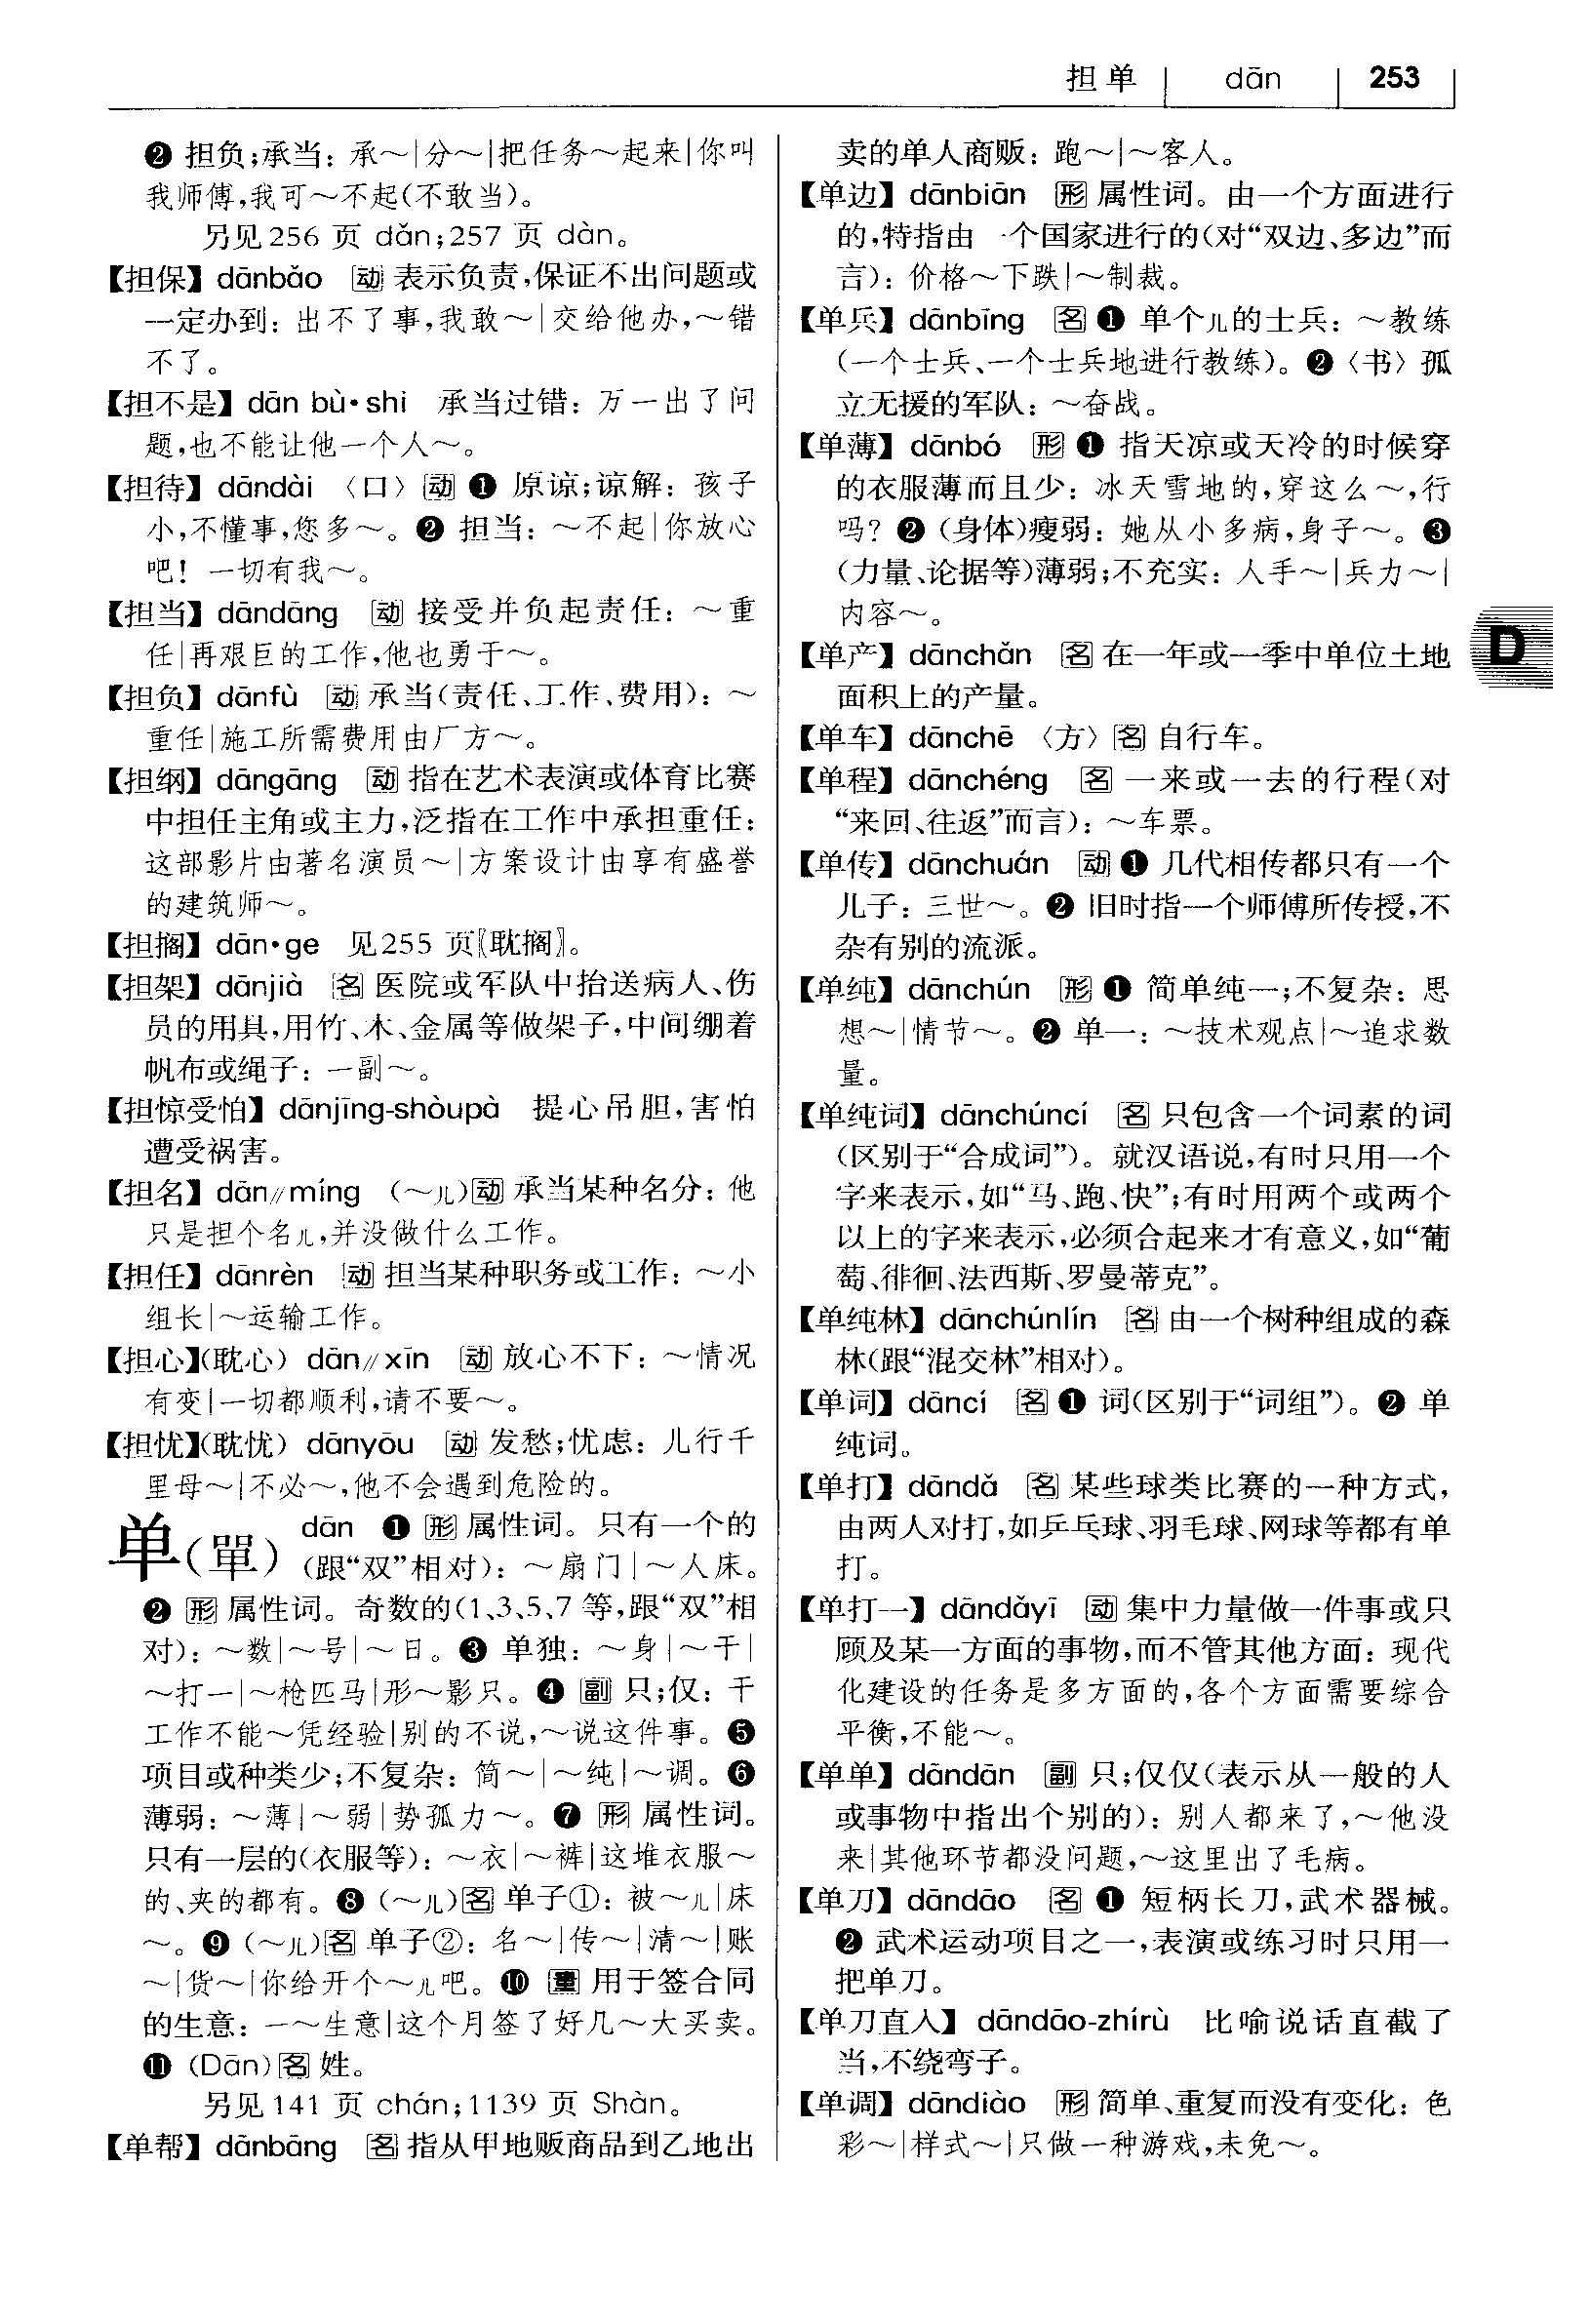 担单 dān 253
❷ 担负;承当：承～|分～|把任务～起来|你叫
我师傅,我可～不起(不敢当)。
另见256 页 dǎn;257 页 dàn。
【担保】dānbǎo [动] 表示负责,保证不出问题或
一定办到：出不了事,我敢～|交给他办,～错
不了。
【担不是】dān bù•shi 承当过错：万一出了问
题,也不能让他一个人～。
【担待】dāndài 〈口〉[动] ❶ 原谅;谅解：孩子
小,不懂事,您多～。❷ 担当：～不起|你放心
吧！一切有我～。
【担当】dāndāng [动] 接受并负起责任：～重
任|再艰巨的工作,他也勇于～。
【担负】dānfù [动] 承当(责任、工作、费用)：～
重任|施工所需费用由厂方～。
【担纲】dāngāng [动] 指在艺术表演或体育比赛
中担任主角或主力,泛指在工作中承担重任：
这部影片由著名演员～|方案设计由享有盛誉
的建筑师～。
【担搁】dān•ge 见255 页〖耽搁〗。
【担架】dānjià [名] 医院或军队中抬送病人、伤
员的用具,用竹、木、金属等做架子,中间绷着
帆布或绳子：一副～。
【担惊受怕】dānjīng-shòupà 提心吊胆,害怕
遭受祸害。
【担名】dān∥míng (～儿)[动] 承当某种名分：他
只是担个名儿,并没做什么工作。
【担任】dānrèn [动] 担当某种职务或工作：～小
组长|～运输工作。
【担心】(耽心) dān∥xīn [动] 放心不下：～情况
有变|一切都顺利,请不要～。
【担忧】(耽忧) dānyōu [动] 发愁;忧虑：儿行千
里母～|不必～,他不会遇到危险的。
单(單) dān ❶ [形] 属性词。只有一个的
(跟“双”相对)：～扇门|～人床。
❷ [形] 属性词。奇数的(1、3、5、7 等,跟“双”相
对)：～数|～号|～日。❸ 单独：～身|～干|
～打一|～枪匹马|形～影只。❹ [副] 只;仅：干
工作不能～凭经验|别的不说,～说这件事。❺
项目或种类少;不复杂：简～|～纯|～调。❻
薄弱：～薄|～弱|势孤力～。❼ [形] 属性词。
只有一层的(衣服等)：～衣|～裤|这堆衣服～
的、夹的都有。❽ (～儿)[名] 单子①：被～儿|床
～。❾ (～儿)[名] 单子②：名～|传～|清～|账
～|货～|你给开个～儿吧。❿ [量] 用于签合同
的生意：一～生意|这个月签了好几～大买卖。
⓫ (Dān)[名] 姓。
另见141 页 chán;1139 页 Shàn。
【单帮】dānbāng [名] 指从甲地贩商品到乙地出
卖的单人商贩：跑～|～客人。
【单边】dānbiān [形] 属性词。由一个方面进行
的,特指由一个国家进行的(对“双边、多边”而
言)：价格～下跌|～制裁。
【单兵】dānbīng [名] ❶ 单个儿的士兵：～教练
(一个士兵、一个士兵地进行教练)。❷〈书〉孤
立无援的军队：～奋战。
【单薄】dānbó [形] ❶ 指天凉或天冷的时候穿
的衣服薄而且少：冰天雪地的,穿这么～,行
吗？❷ (身体)瘦弱：她从小多病,身子～。❸
(力量、论据等)薄弱;不充实：人手～|兵力～|
内容～。
【单产】dānchǎn [名] 在一年或一季中单位土地
面积上的产量。
D
【单车】dānchē 〈方〉[名] 自行车。
【单程】dānchéng [名] 一来或一去的行程(对
“来回、往返”而言)：～车票。
【单传】dānchuán [动] ❶ 几代相传都只有一个
儿子：三世～。❷ 旧时指一个师傅所传授,不
杂有别的流派。
【单纯】dānchún [形] ❶ 简单纯一;不复杂：思
想～|情节～。❷ 单一：～技术观点|～追求数
量。
【单纯词】dānchúncí [名] 只包含一个词素的词
(区别于“合成词”)。就汉语说,有时只用一个
字来表示,如“马、跑、快”;有时用两个或两个
以上的字来表示,必须合起来才有意义,如“葡
萄、徘徊、法西斯、罗曼蒂克”。
【单纯林】dānchúnlín [名] 由一个树种组成的森
林(跟“混交林”相对)。
【单词】dāncí [名] ❶ 词(区别于“词组”)。❷ 单
纯词。
【单打】dāndǎ [名] 某些球类比赛的一种方式,
由两人对打,如乒乓球、羽毛球、网球等都有单
打。
【单打一】dāndǎyī [动] 集中力量做一件事或只
顾及某一方面的事物,而不管其他方面：现代
化建设的任务是多方面的,各个方面需要综合
平衡,不能～。
【单单】dāndān [副] 只;仅仅(表示从一般的人
或事物中指出个别的)：别人都来了,～他没
来|其他环节都没问题,～这里出了毛病。
【单刀】dāndāo [名] ❶ 短柄长刀,武术器械。
❷ 武术运动项目之一,表演或练习时只用一
把单刀。
【单刀直入】dāndāo-zhírù 比喻说话直截了
当,不绕弯子。
【单调】dāndiào [形] 简单、重复而没有变化：色
彩～|样式～|只做一种游戏,未免～。